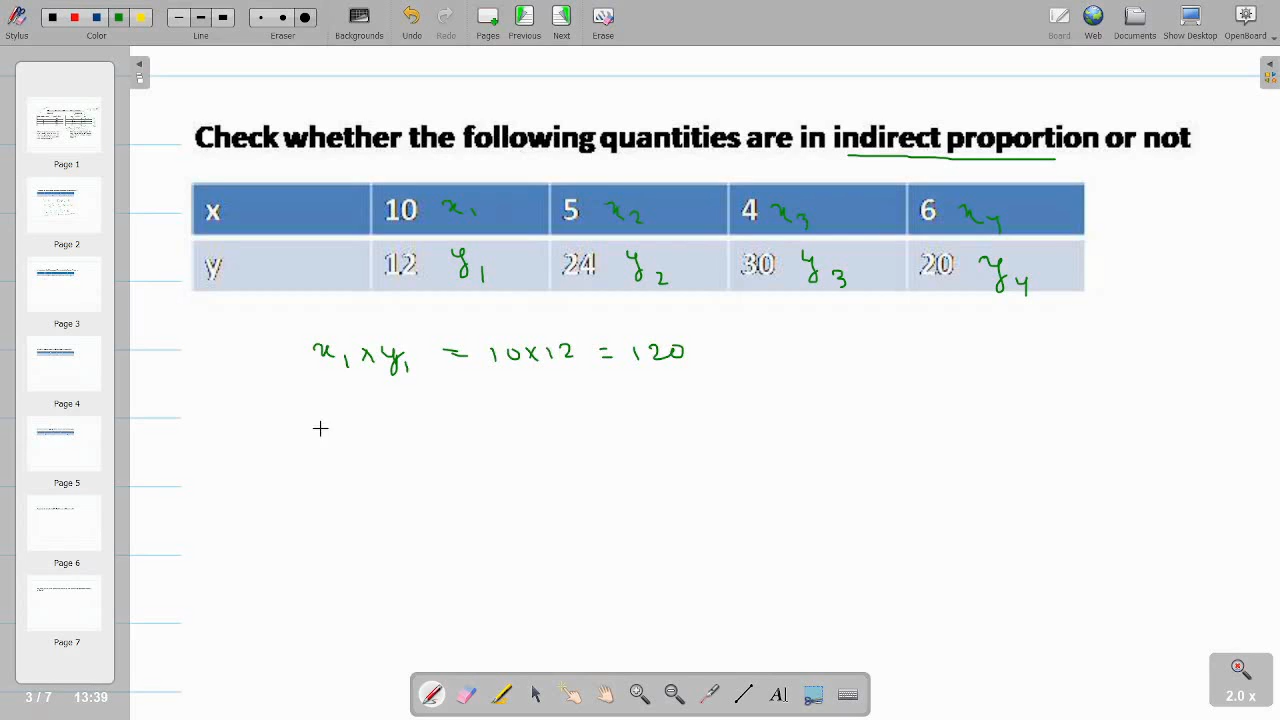 Stylus Color Line Eraser Backgrounds Undo Redo Pages Previous Next Erase Board Web Documents Show Desktop OpenBoard
Page 1
Page 2
Page 3
Page 4
Page 5
Page 6
Page 7
3 / 7 13:39
Check whether the following quantities are in indirect proportion or not
x 10 x₁ 5 x₂ 4 x₃ 6 x₄
y 12 y₁ 24 y₂ 30 y₃ 20 y₄
x₁ × y₁ = 10 × 12 = 120
AI
2.0 x